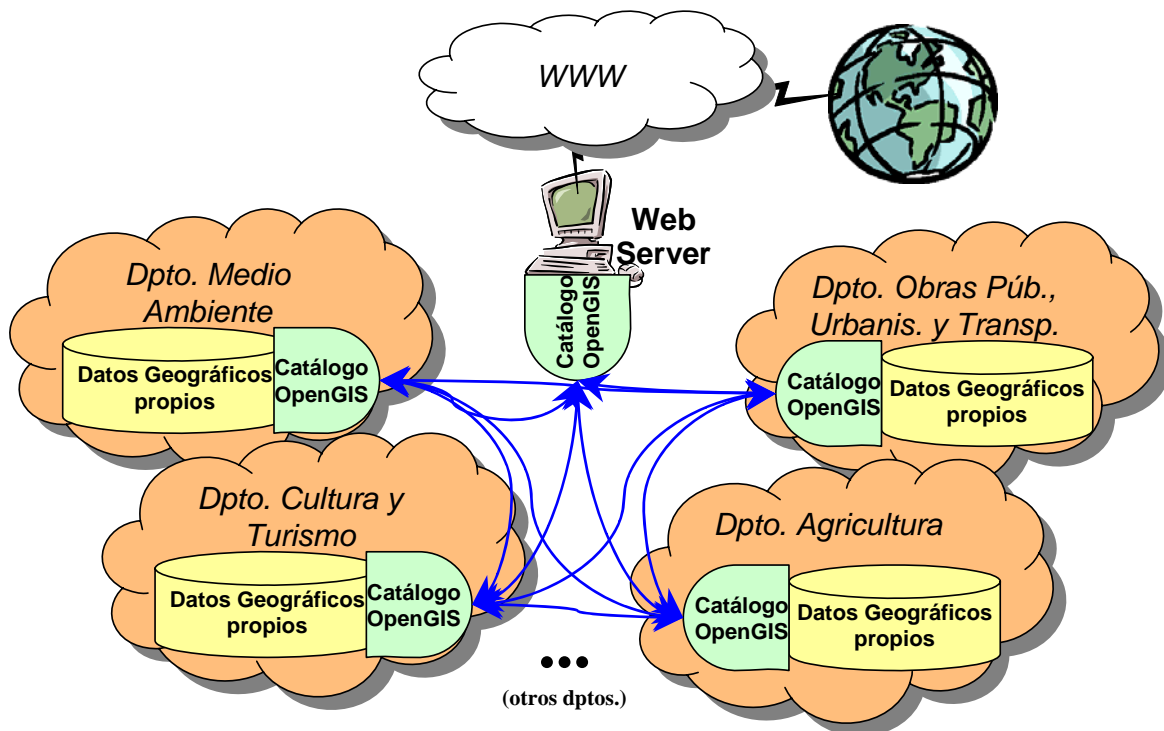 WWW
Web
Server
Catálogo
OpenGIS
Dpto. Medio
Ambiente
Datos Geográficos
propios
Catálogo
OpenGIS
Dpto. Obras Púb.,
Urbanis. y Transp.
Catálogo
OpenGIS
Datos Geográficos
propios
Dpto. Cultura y
Turismo
Datos Geográficos
propios
Catálogo
OpenGIS
Dpto. Agricultura
Catálogo
OpenGIS
Datos Geográficos
propios
•••
(otros dptos.)